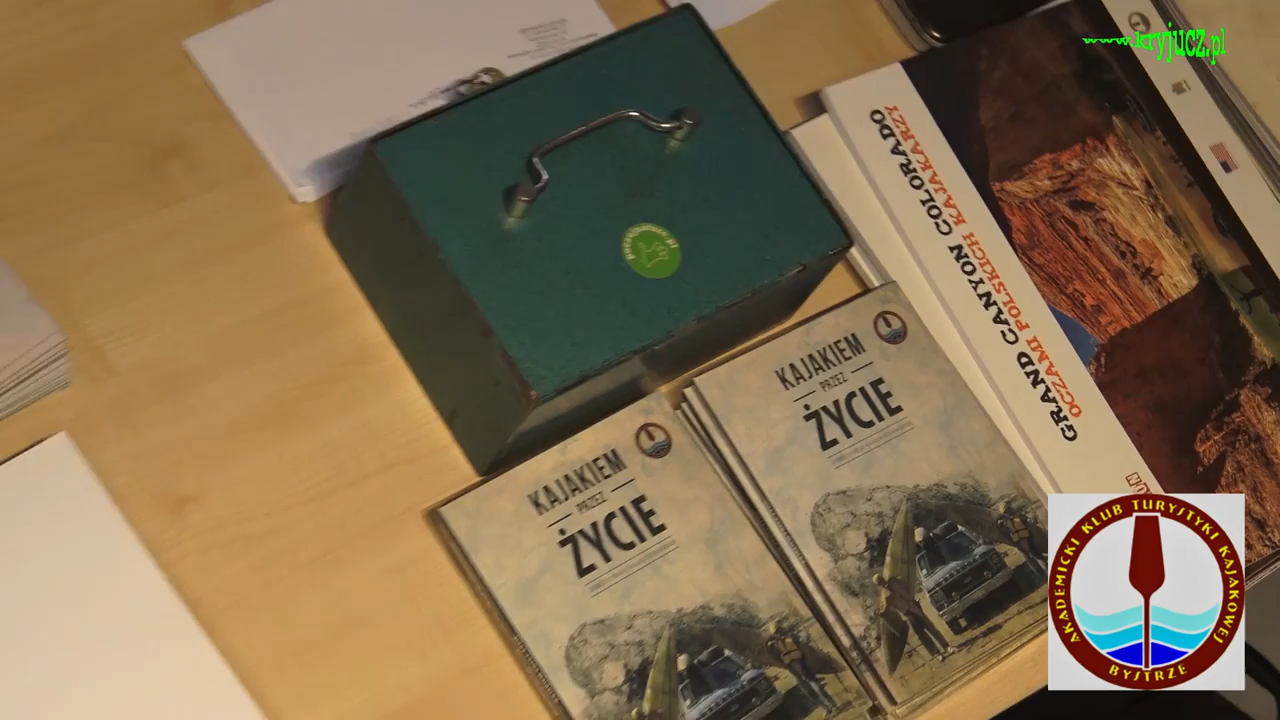 www.kryjucz.pl
GRAND CANYON COLORADO
OCZAMI POLSKICH KAJAKARZY
KAJAKIEM
PRZEZ
ŻYCIE
KAJAKIEM
PRZEZ
ŻYCIE
AKADEMICKI KLUB TURYSTYKI KAJAKOWEJ
BYSTRZE